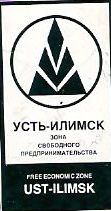 УСТЬ-ИЛИМСК
ЗОНА
СВОБОДНОГО
ПРЕДПРИНИМАТЕЛЬСТВА
FREE ECONOMIC ZONE
UST-ILIMSK